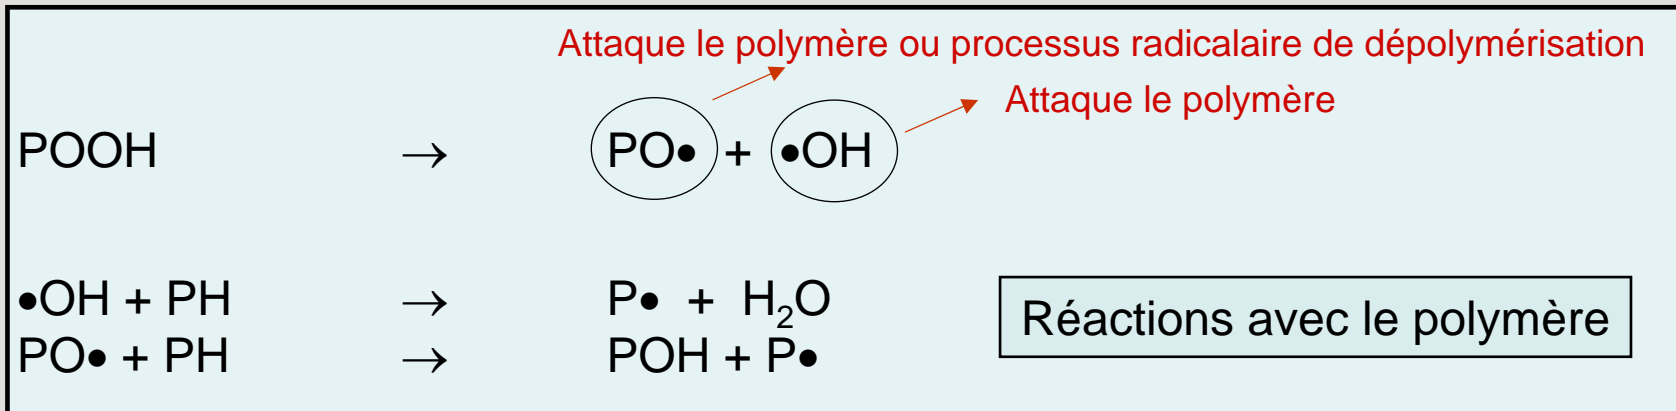 Attaque le polymère ou processus radicalaire de dépolymérisation
Attaque le polymère
POOH → PO● + ●OH
●OH + PH → P● + H₂O
PO● + PH → POH + P●
Réactions avec le polymère